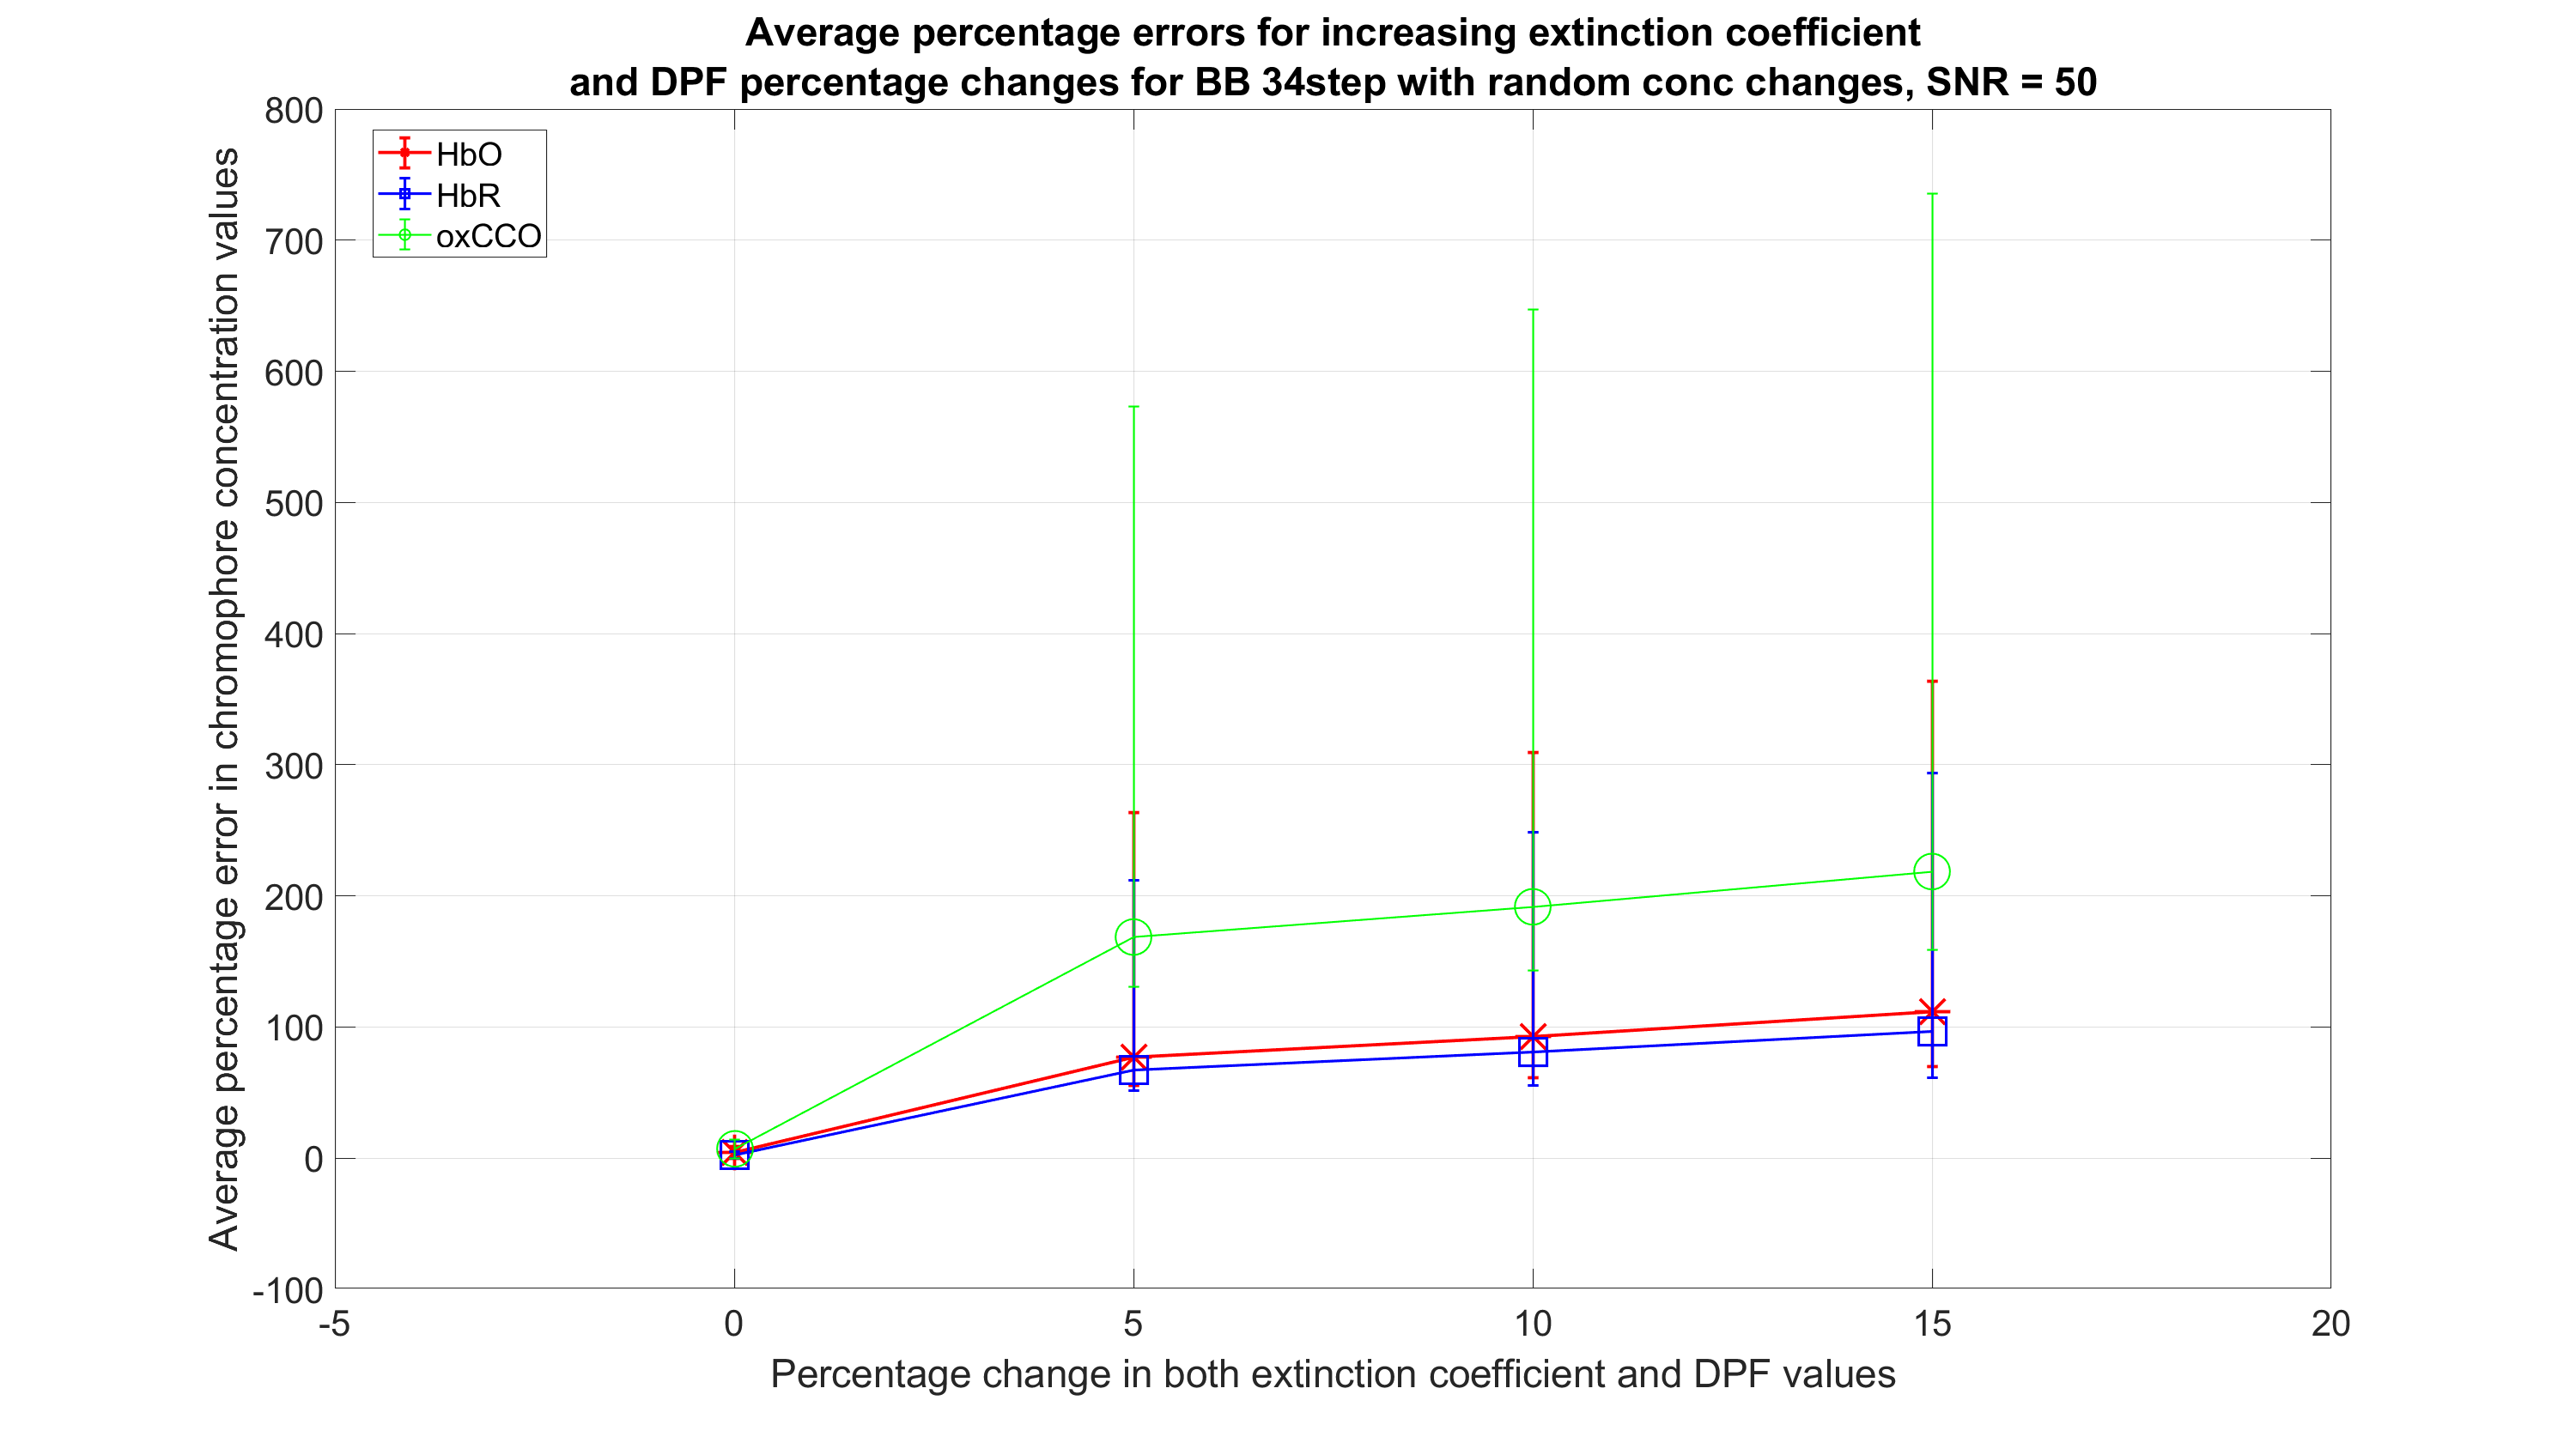 Average percentage errors for increasing extinction coefficient
and DPF percentage changes for BB 34step with random conc changes, SNR = 50
HbO
HbR
oxCCO
Average percentage error in chromophore concentration values
800
700
600
500
400
300
200
100
0
-100
-5 0 5 10 15 20
Percentage change in both extinction coefficient and DPF values